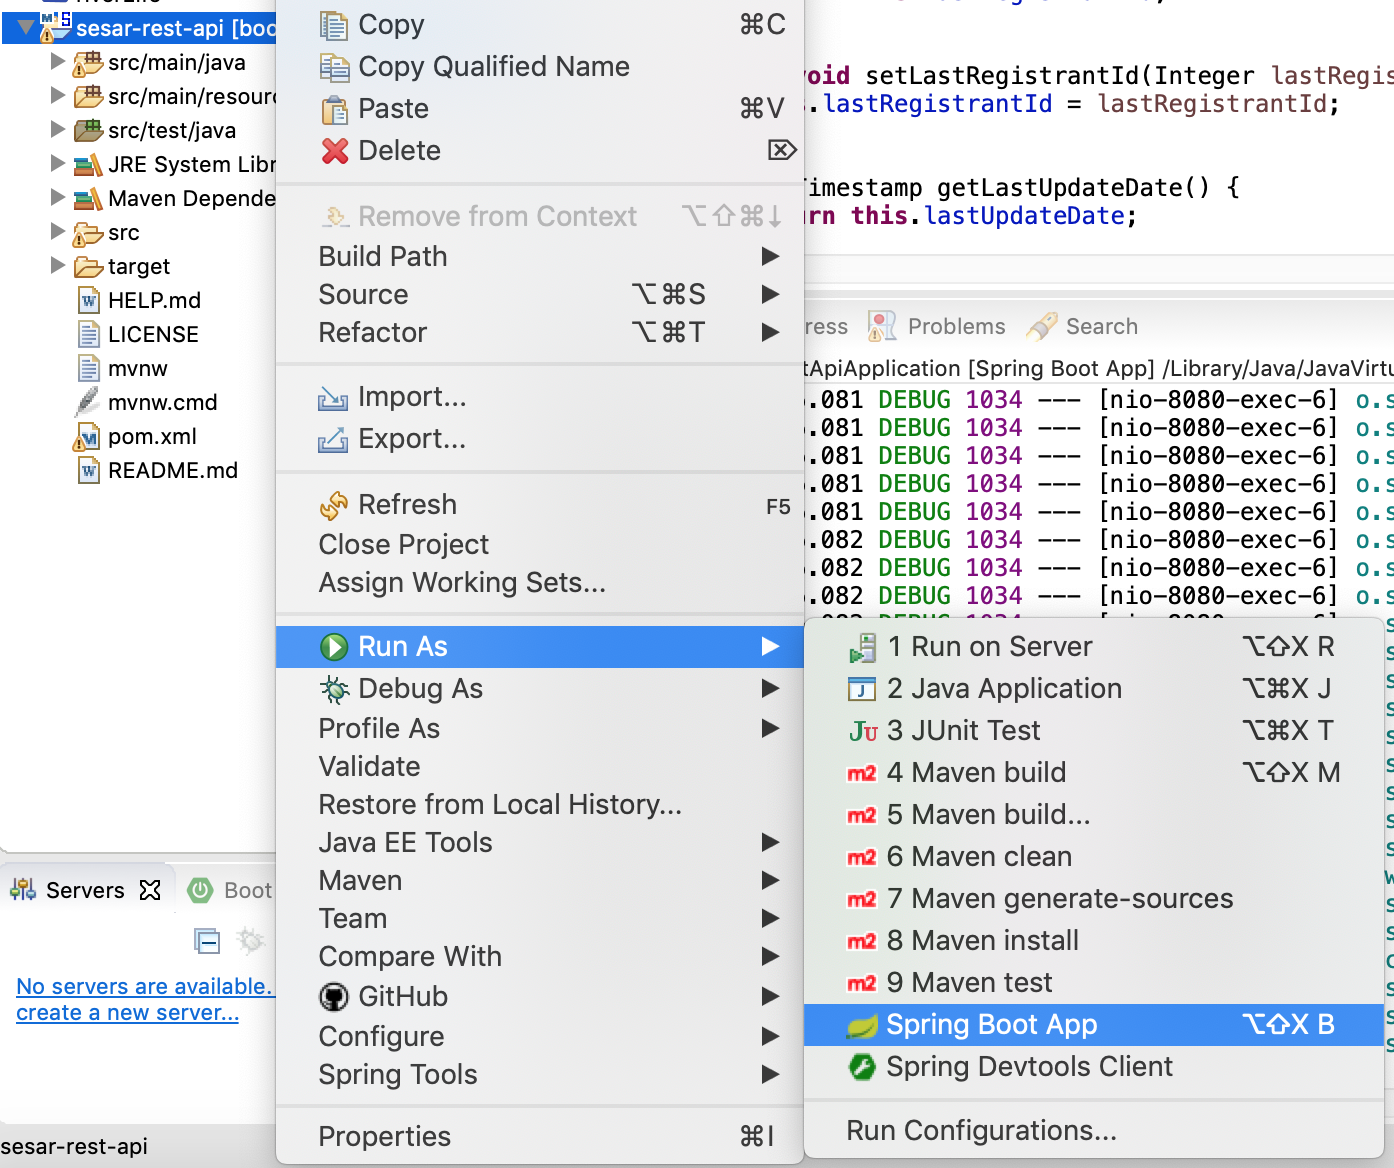 sesar-rest-api [boo
src/main/java
src/main/resour
src/test/java
JRE System Libr
Maven Depende
src
target
HELP.md
LICENSE
mvnw
mvnw.cmd
pom.xml
README.md
Servers
Boot
No servers are available.
create a new server...
sesar-rest-api
Copy ⌘C
Copy Qualified Name
Paste ⌘V
Delete ⌦
Remove from Context ⌥⇧⌘↓
Build Path
Source ⌥⌘S
Refactor ⌥⌘T
Import...
Export...
Refresh F5
Close Project
Assign Working Sets...
Run As
Debug As
Profile As
Validate
Restore from Local History...
Java EE Tools
Maven
Team
Compare With
GitHub
Configure
Spring Tools
Properties ⌘I
void setLastRegistrantId(Integer lastRegis
.lastRegistrantId = lastRegistrantId;
Timestamp getLastUpdateDate() {
urn this.lastUpdateDate;
ress Problems Search
tApiApplication [Spring Boot App] /Library/Java/JavaVirtu
.081 DEBUG 1034 --- [nio-8080-exec-6] o.s
.081 DEBUG 1034 --- [nio-8080-exec-6] o.s
.081 DEBUG 1034 --- [nio-8080-exec-6] o.s
.081 DEBUG 1034 --- [nio-8080-exec-6] o.s
.081 DEBUG 1034 --- [nio-8080-exec-6] o.s
.082 DEBUG 1034 --- [nio-8080-exec-6] o.s
.082 DEBUG 1034 --- [nio-8080-exec-6] o.s
.082 DEBUG 1034 --- [nio-8080-exec-6] o.s
1 Run on Server ⌥⇧X R
2 Java Application ⌥⌘X J
3 JUnit Test ⌥⌘X T
4 Maven build ⌥⇧X M
5 Maven build...
6 Maven clean
7 Maven generate-sources
8 Maven install
9 Maven test
Spring Boot App ⌥⇧X B
Spring Devtools Client
Run Configurations...